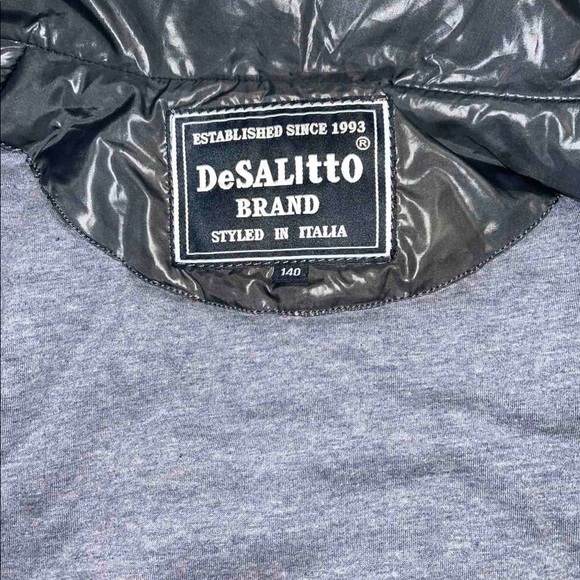 ESTABLISHED SINCE 1993
DeSALIttO®
BRAND
STYLED IN ITALIA
140